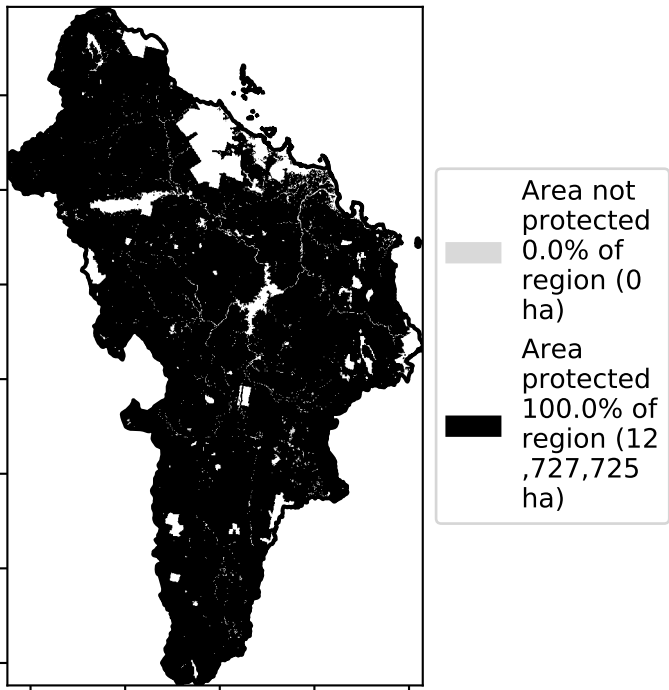 Area not
protected
0.0% of
region (0
ha)
Area
protected
100.0% of
region (12
,727,725
ha)